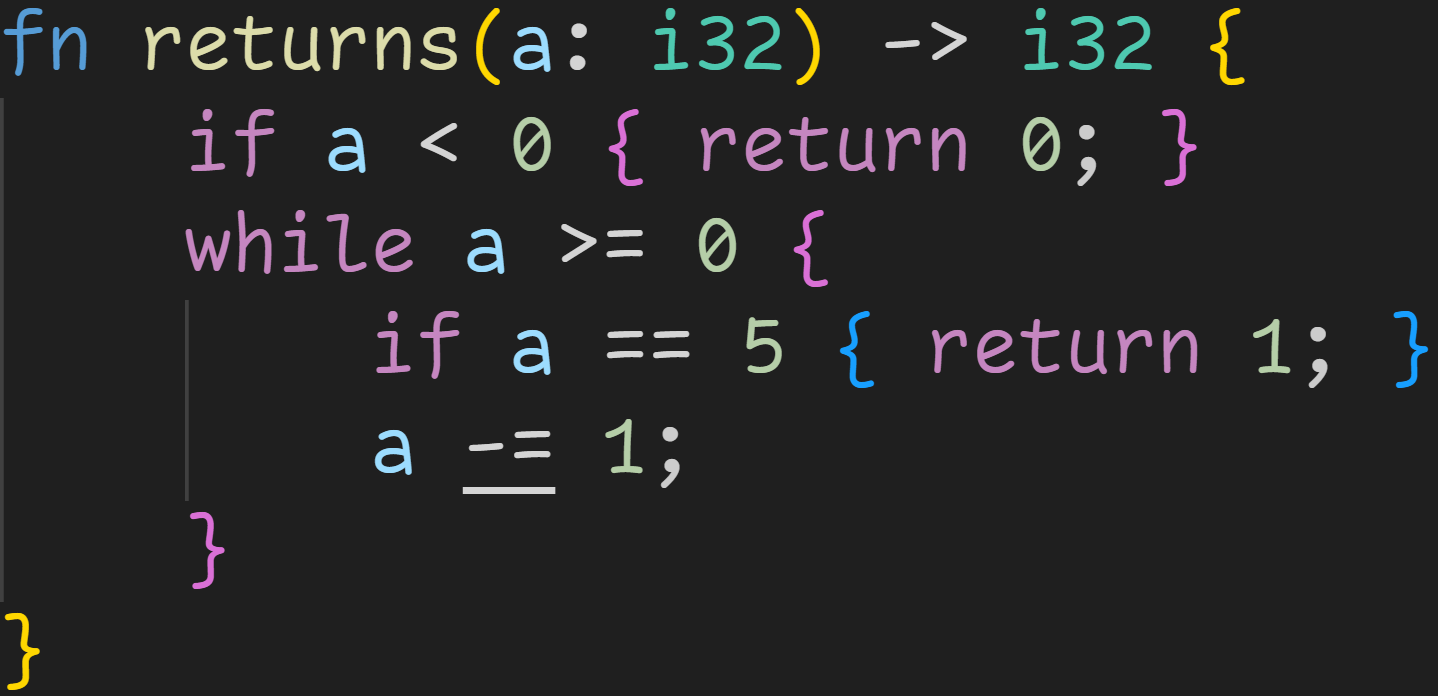 fn returns(a: i32) -> i32 {
    if a < 0 { return 0; }
    while a >= 0 {
        if a == 5 { return 1; }
        a -= 1;
    }
}